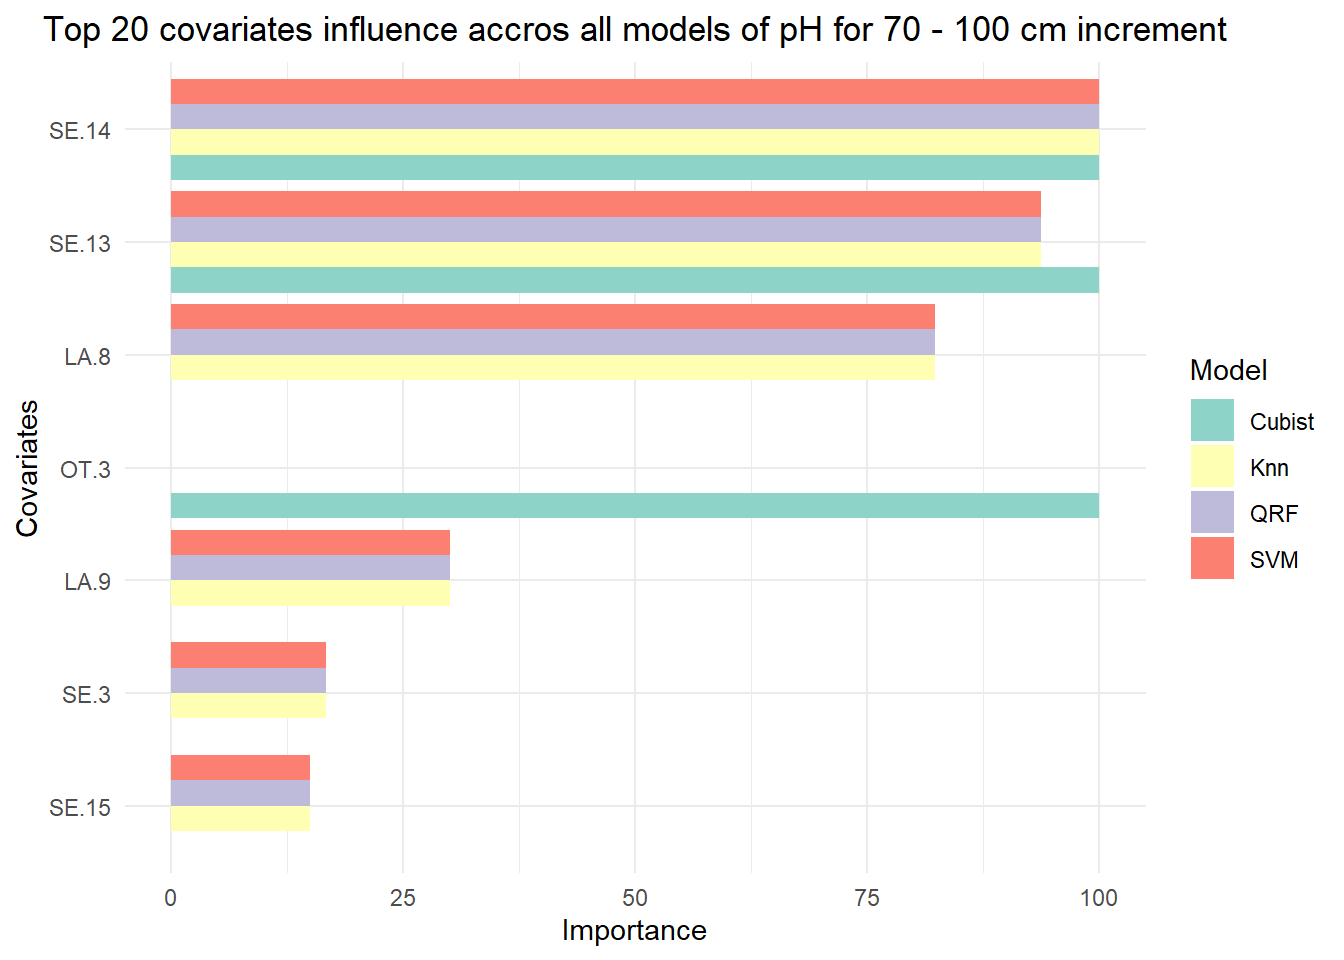 Top 20 covariates influence accros all models of pH for 70 - 100 cm increment
SE.14
SE.13
LA.8
OT.3
LA.9
SE.3
SE.15
Covariates
0 25 50 75 100
Importance
Model
Cubist
Knn
QRF
SVM